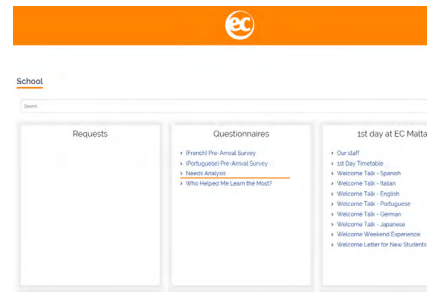 ec
School
Search
Requests
Questionnaires
(French) Pre-Arrival Survey
(Portuguese) Pre-Arrival Survey
Needs Analysis
Who Helped Me Learn the Most?
1st day at EC Malta
Our staff
1st Day Timetable
Welcome Talk - Spanish
Welcome Talk - Italian
Welcome Talk - English
Welcome Talk - Portuguese
Welcome Talk - German
Welcome Talk - Japanese
Welcome Weekend Experience
Welcome Letter for New Students